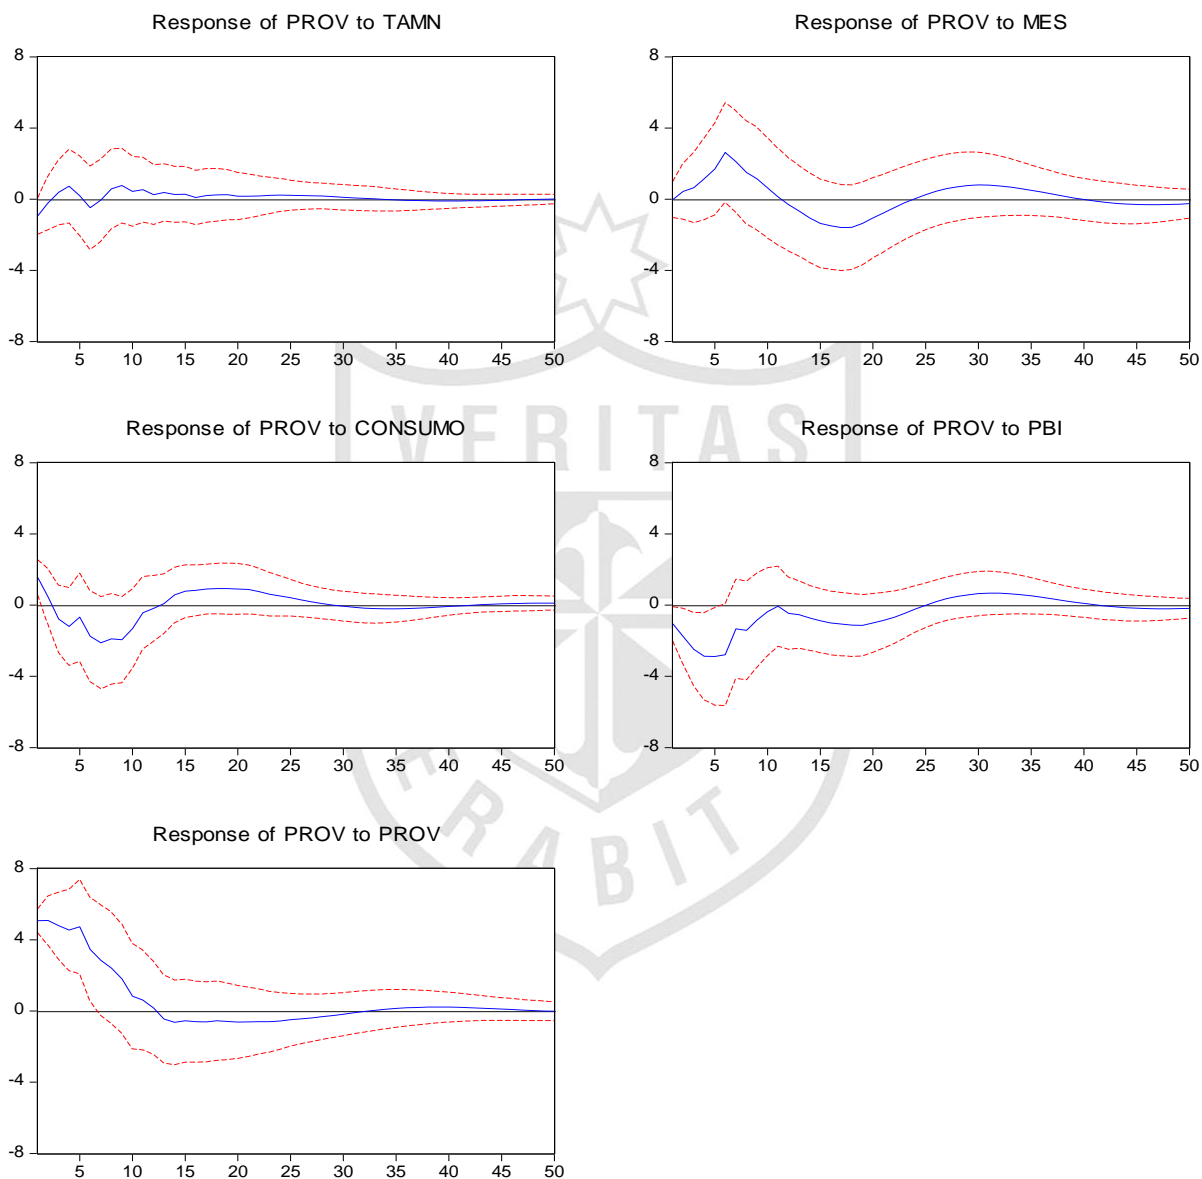 Response of PROV to TAMN
8
4
0
-4
-8
5 10 15 20 25 30 35 40 45 50
Response of PROV to MES
8
4
0
-4
-8
5 10 15 20 25 30 35 40 45 50
VERITAS
Response of PROV to CONSUMO
8
4
0
-4
-8
5 10 15 20 25 30 35 40 45 50
Response of PROV to PBI
8
4
0
-4
-8
5 10 15 20 25 30 35 40 45 50
ERABIT
Response of PROV to PROV
8
4
0
-4
-8
5 10 15 20 25 30 35 40 45 50